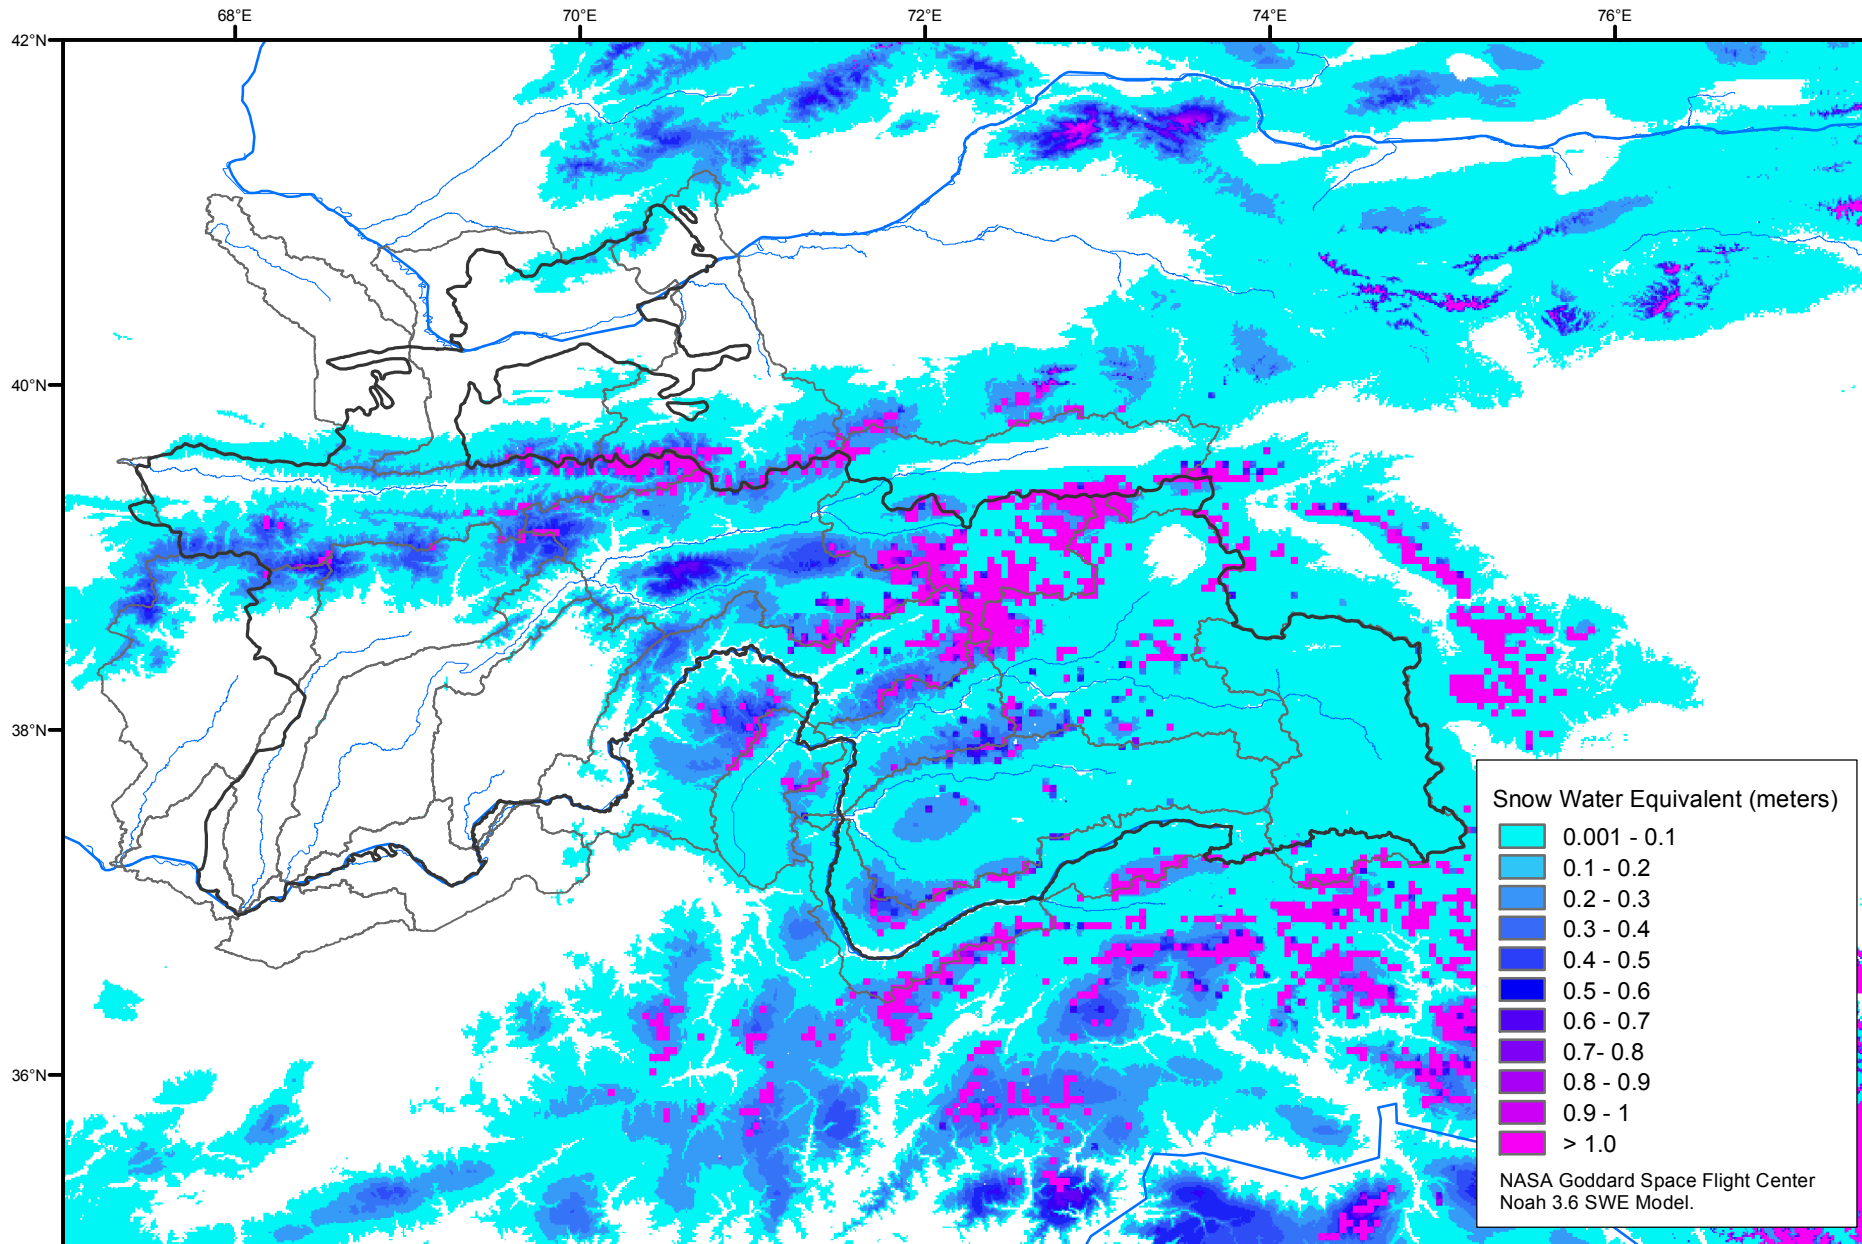 68°E
70°E
72°E
74°E
76°E
42°N
40°N
38°N
36°N
Snow Water Equivalent (meters)
0.001 - 0.1
0.1 - 0.2
0.2 - 0.3
0.3 - 0.4
0.4 - 0.5
0.5 - 0.6
0.6 - 0.7
0.7- 0.8
0.8 - 0.9
0.9 - 1
> 1.0
NASA Goddard Space Flight Center
Noah 3.6 SWE Model.